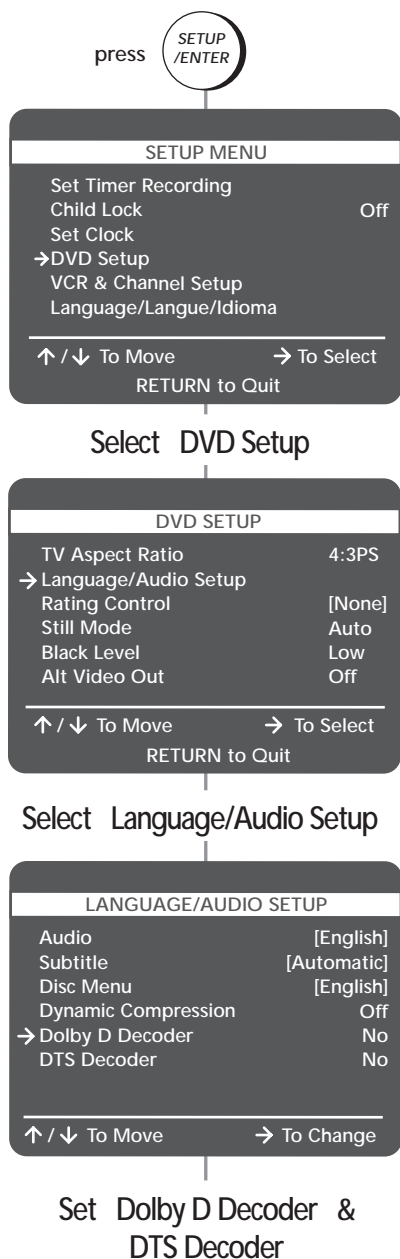 press SETUP
/ENTER
SETUP MENU
Set Timer Recording
Child Lock Off
Set Clock
→DVD Setup
VCR & Channel Setup
Language/Langue/Idioma
↑ / ↓ To Move → To Select
RETURN to Quit
Select DVD Setup
DVD SETUP
TV Aspect Ratio 4:3PS
→Language/Audio Setup
Rating Control [None]
Still Mode Auto
Black Level Low
Alt Video Out Off
↑ / ↓ To Move → To Select
RETURN to Quit
Select Language/Audio Setup
LANGUAGE/AUDIO SETUP
Audio [English]
Subtitle [Automatic]
Disc Menu [English]
Dynamic Compression Off
→Dolby D Decoder No
DTS Decoder No
↑ / ↓ To Move → To Change
Set Dolby D Decoder &
DTS Decoder